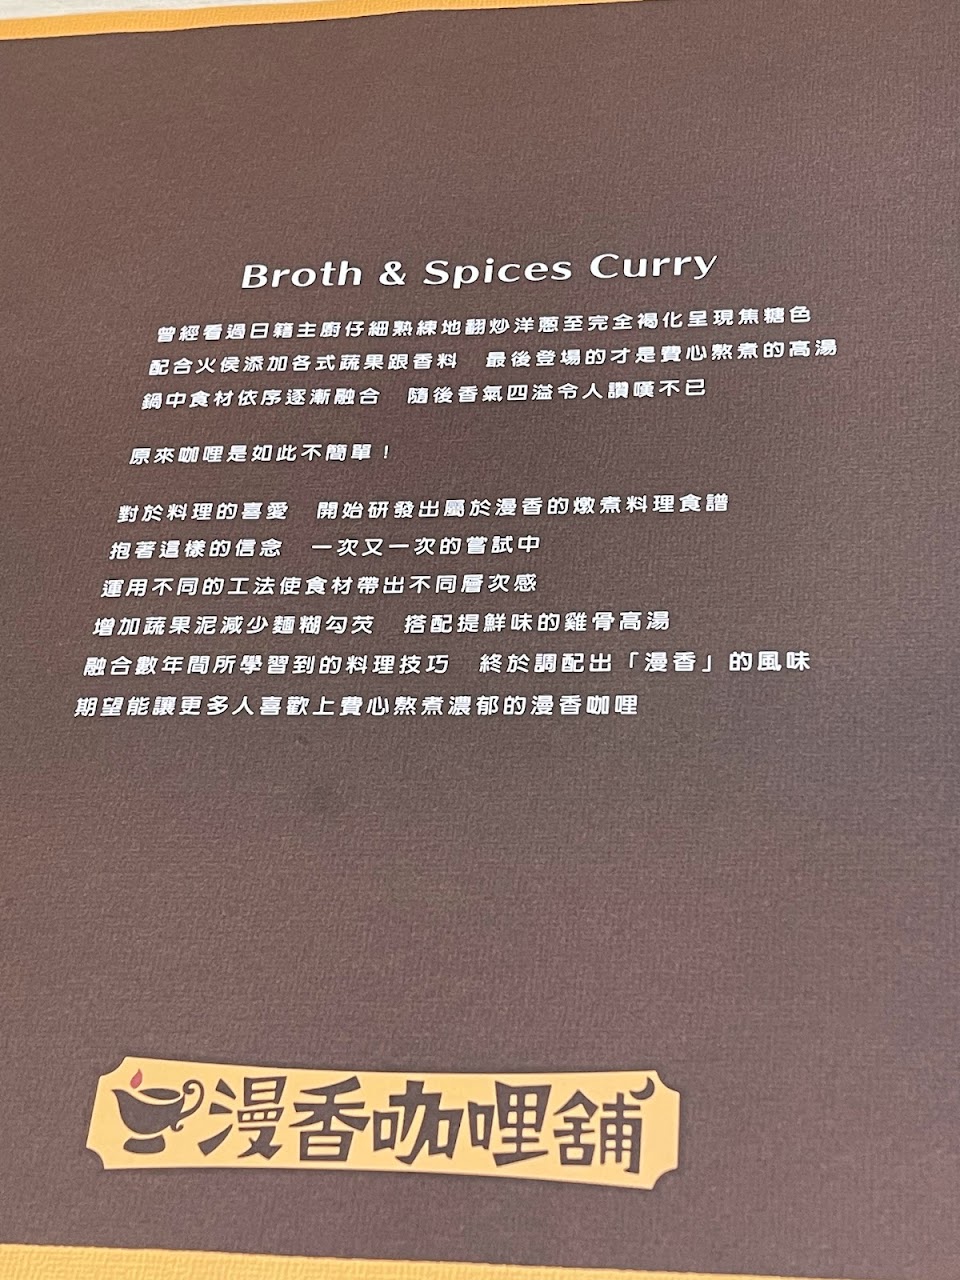 Broth & Spices Curry
曾經看過日籍主廚仔細熟練地翻炒洋蔥至完全褐化呈現焦糖色
配合火侯添加各式蔬果跟香料　最後登場的才是費心熬煮的高湯
鍋中食材依序逐漸融合　隨後香氣四溢令人讚嘆不已
原來咖哩是如此不簡單！
對於料理的喜愛　開始研發出屬於漫香的燉煮料理食譜
抱著這樣的信念　一次又一次的嘗試中
運用不同的工法使食材帶出不同層次感
增加蔬果泥減少麵糊勾芡　搭配提鮮味的雞骨高湯
融合數年間所學習到的料理技巧　終於調配出「漫香」的風味
期望能讓更多人喜歡上費心熬煮濃郁的漫香咖哩
漫香咖哩舖